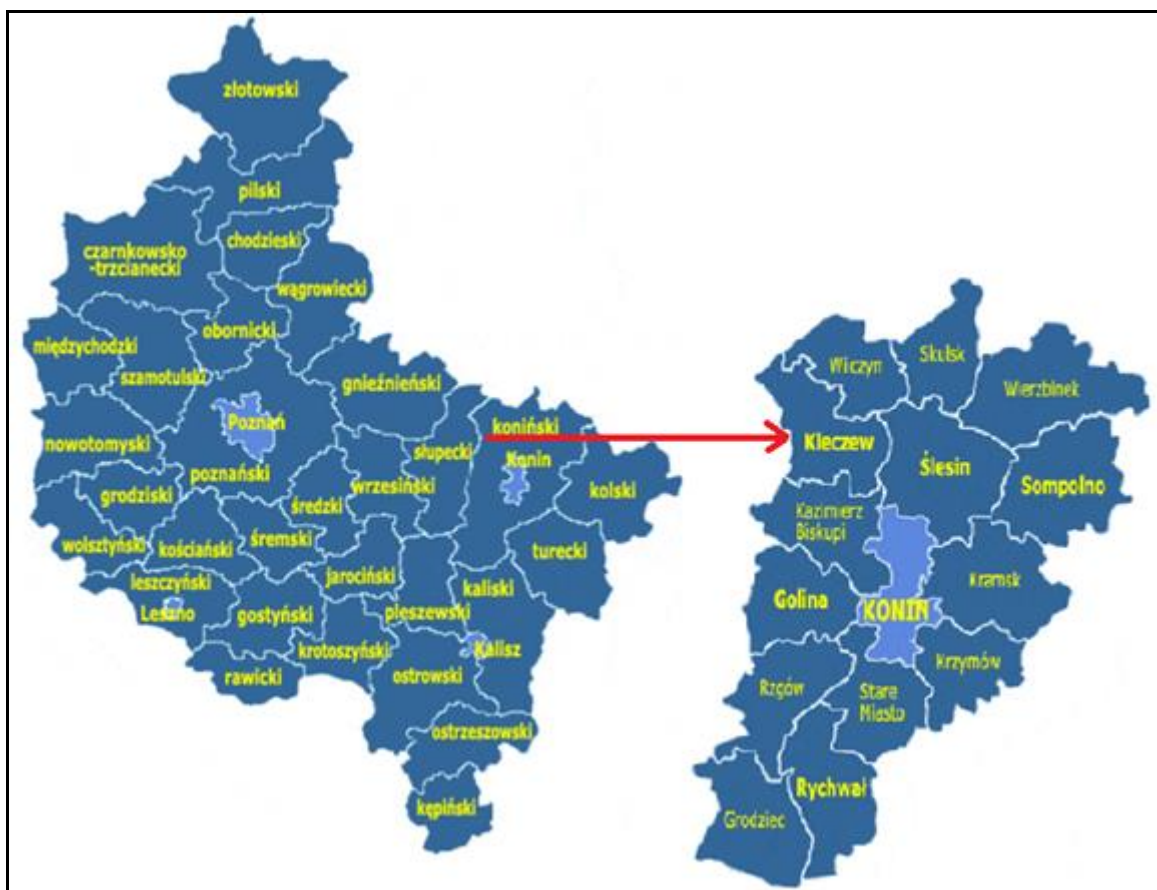 złotowski
pilski
chodzieski
czarnkowsko
-trzcianecki
wągrowiecki
obornicki
międzychodzki
szamotulski
gnieźnieński
Poznań
nowotomyski
poznański
słupecki
koniński
Konin
wrzesiński
kolski
grodziski
średzki
wolsztyński
kościański
śremski
turecki
jarociński
kaliski
leszczyński
Leszno
gostyński
pleszewski
krotoszyński
Kalisz
rawicki
ostrowski
ostrzeszowski
kępiński
Wilczyn
Skulsk
Wierzbinek
Kleczew
Ślesin
Sompolno
Kazimierz
Biskupi
Kramsk
Golina
KONIN
Krzymów
Rzgów
Stare
Miasto
Rychwał
Grodziec